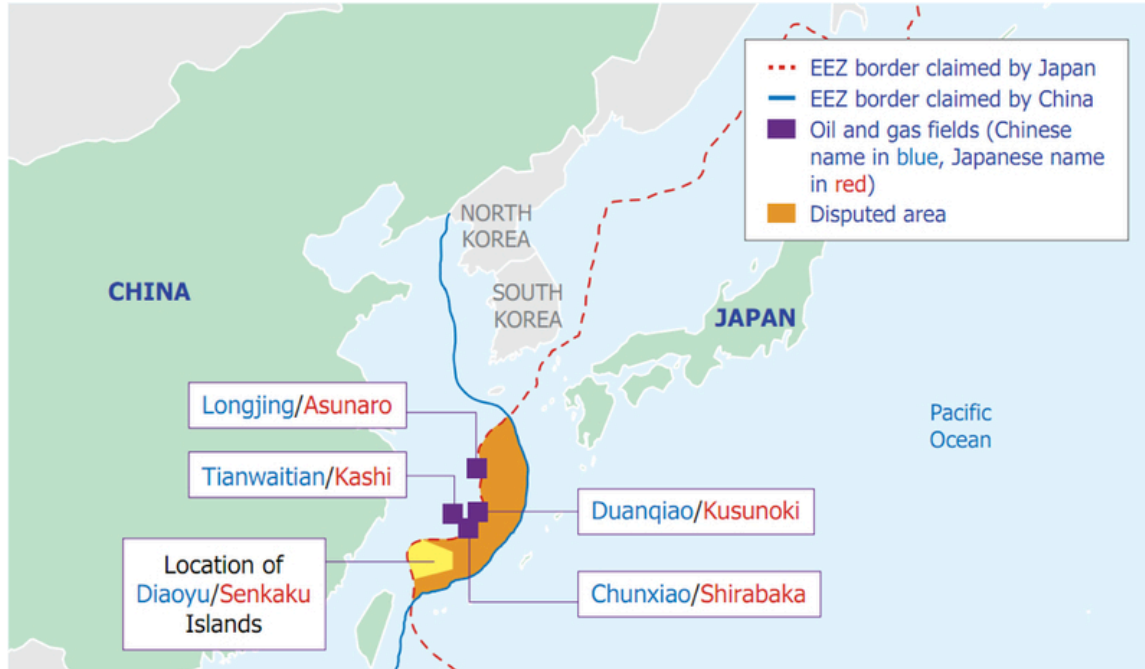 EEZ border claimed by Japan
EEZ border claimed by China
Oil and gas fields (Chinese
name in blue, Japanese name
in red)
Disputed area
NORTH
KOREA
SOUTH
KOREA
CHINA
JAPAN
Longjing/Asunaro
Pacific
Ocean
Tianwaitian/Kashi
Duanqiao/Kusunoki
Location of
Diaoyu/Senkaku
Islands
Chunxiao/Shirabaka